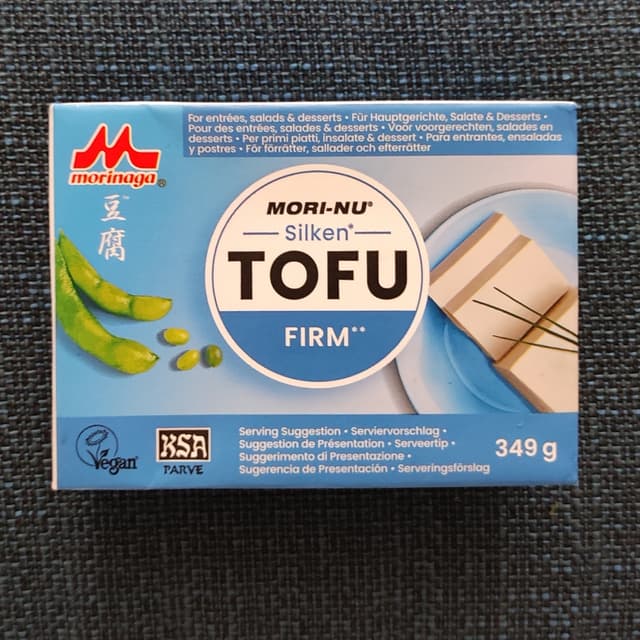 For entrées, salads & desserts • Für Hauptgerichte, Salate & Desserts •
Pour des entrées, salades & desserts • Voor voorgerechten, salades en
desserts • Per primi piatti, insalate & dessert • Para entrantes, ensaladas
y postres • För förrätter, sallader och efterrätter
morinaga®
豆腐
MORI-NU®
Silken*
TOFU
FIRM**
Vegan
KSA
PARVE
Serving Suggestion • Serviervorschlag •
Suggestion de Présentation • Serveertip •
Suggerimento di Presentazione •
Sugerencia de Presentación • Serveringsförslag
349 g